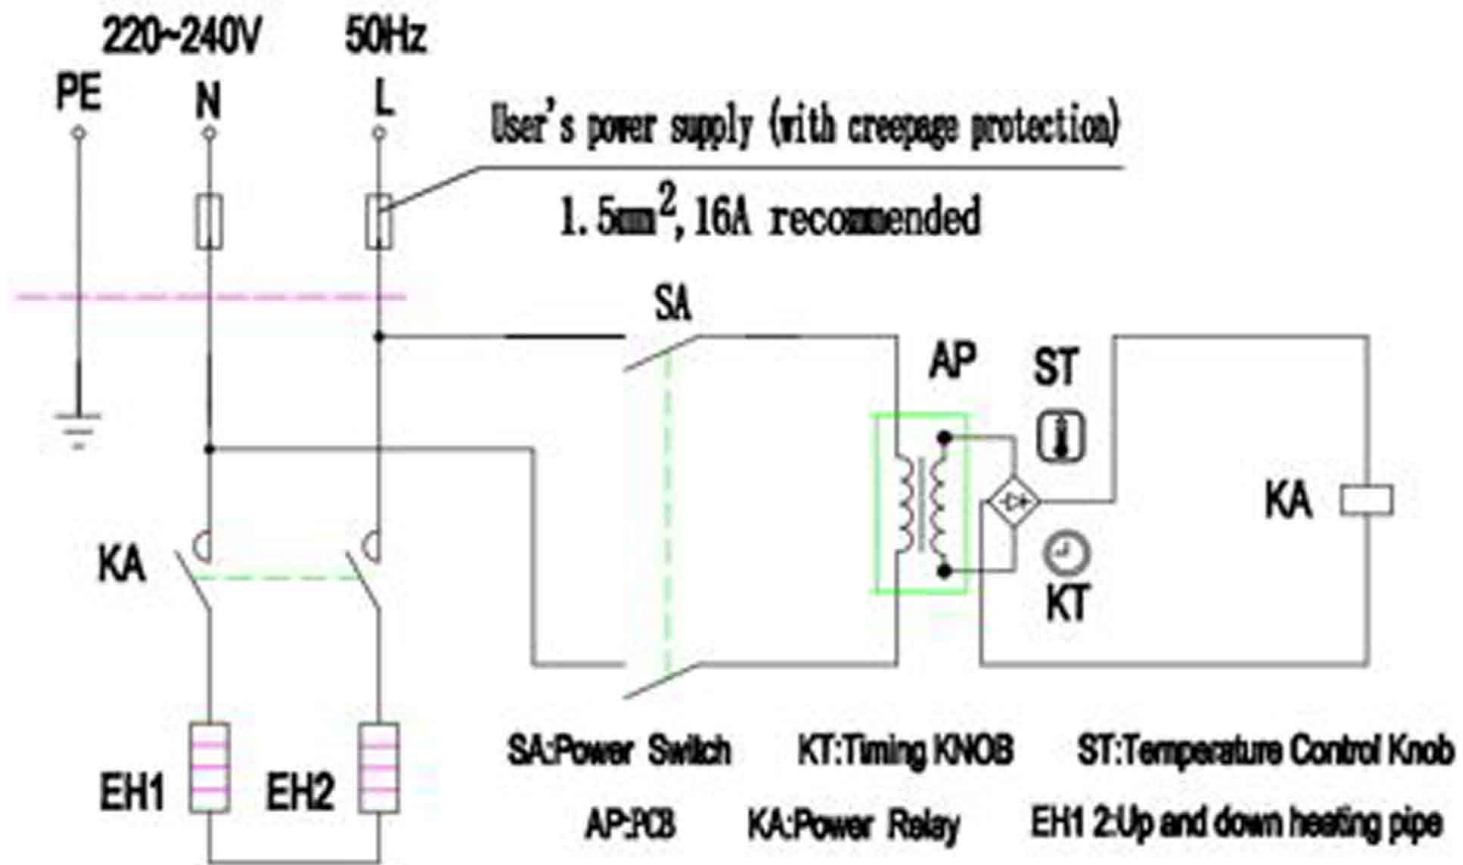 220~240V 50Hz
PE N L
User's power supply (with creepage protection)
1.5mm²,16A recommended
SA
AP ST
KA
KA
KT
EH1 EH2
SA:Power Switch KT:Timing KNOB ST:Temperature Control Knob
AP:PCB KA:Power Relay EH1 2:Up and down heating pipe